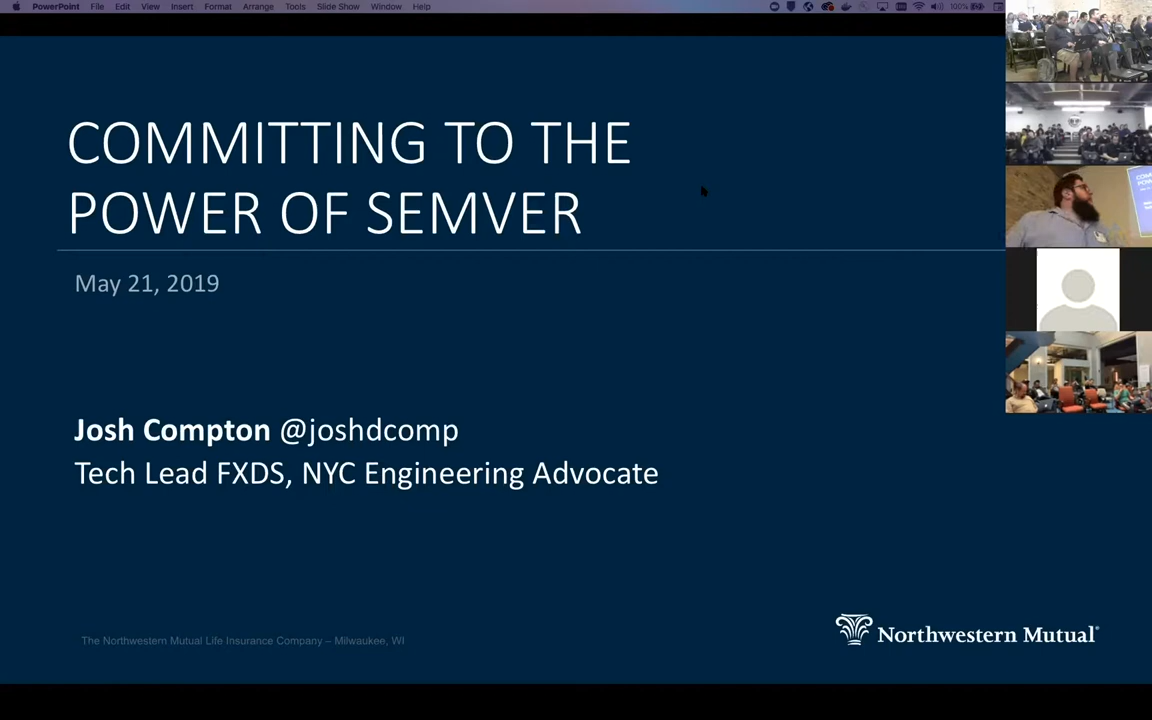 PowerPoint File Edit View Insert Format Arrange Tools Slide Show Window Help
100%
COMMITTING TO THE
POWER OF SEMVER
May 21, 2019
Josh Compton @joshdcomp
Tech Lead FXDS, NYC Engineering Advocate
The Northwestern Mutual Life Insurance Company – Milwaukee, WI
Northwestern Mutual®